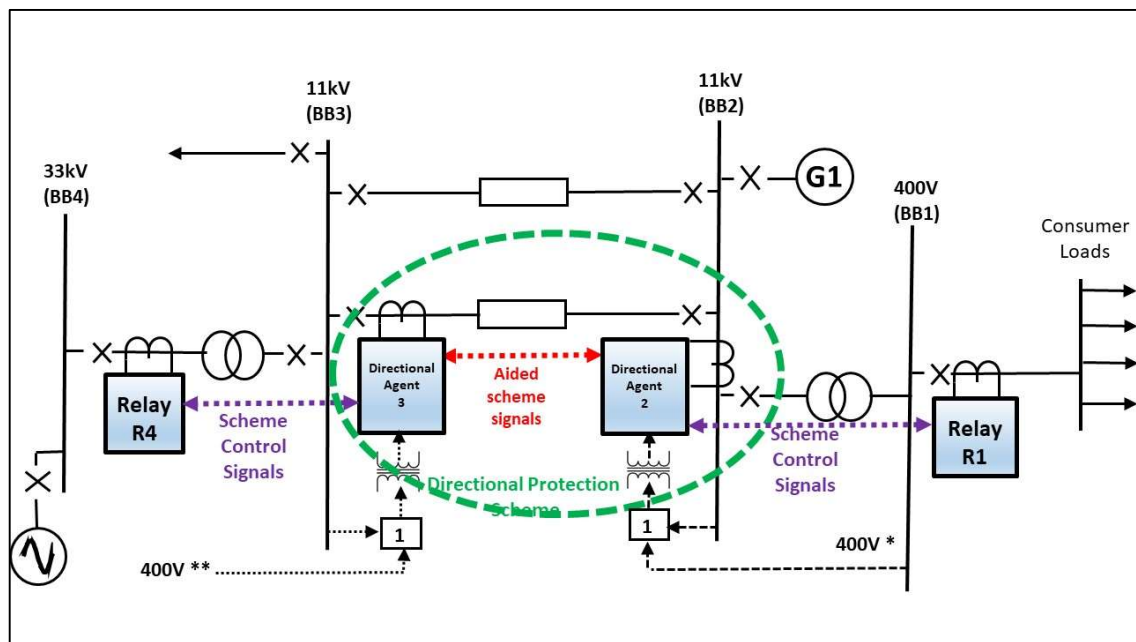 11kV
(BB3)
11kV
(BB2)
33kV
(BB4)
G1
400V
(BB1)
Consumer
Loads
Directional
Agent
3
Aided
scheme
signals
Directional
Agent
2
Relay
R4
Scheme
Control
Signals
Scheme
Control
Signals
Relay
R1
Directional Protection
Scheme
1
1
400V *
400V **